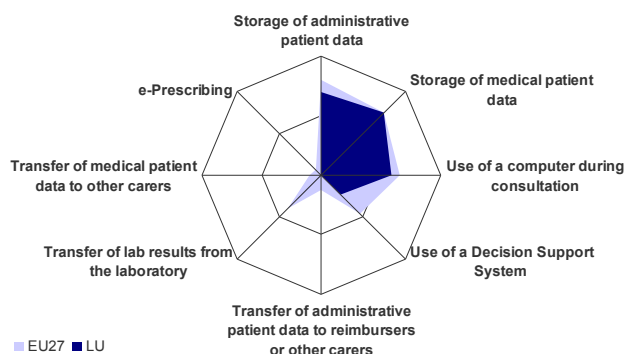 Storage of administrative
patient data
Storage of medical patient
data
Use of a computer during
consultation
Use of a Decision Support
System
Transfer of administrative
patient data to reimbursers
or other carers
Transfer of lab results from
the laboratory
Transfer of medical patient
data to other carers
e-Prescribing
EU27 LU